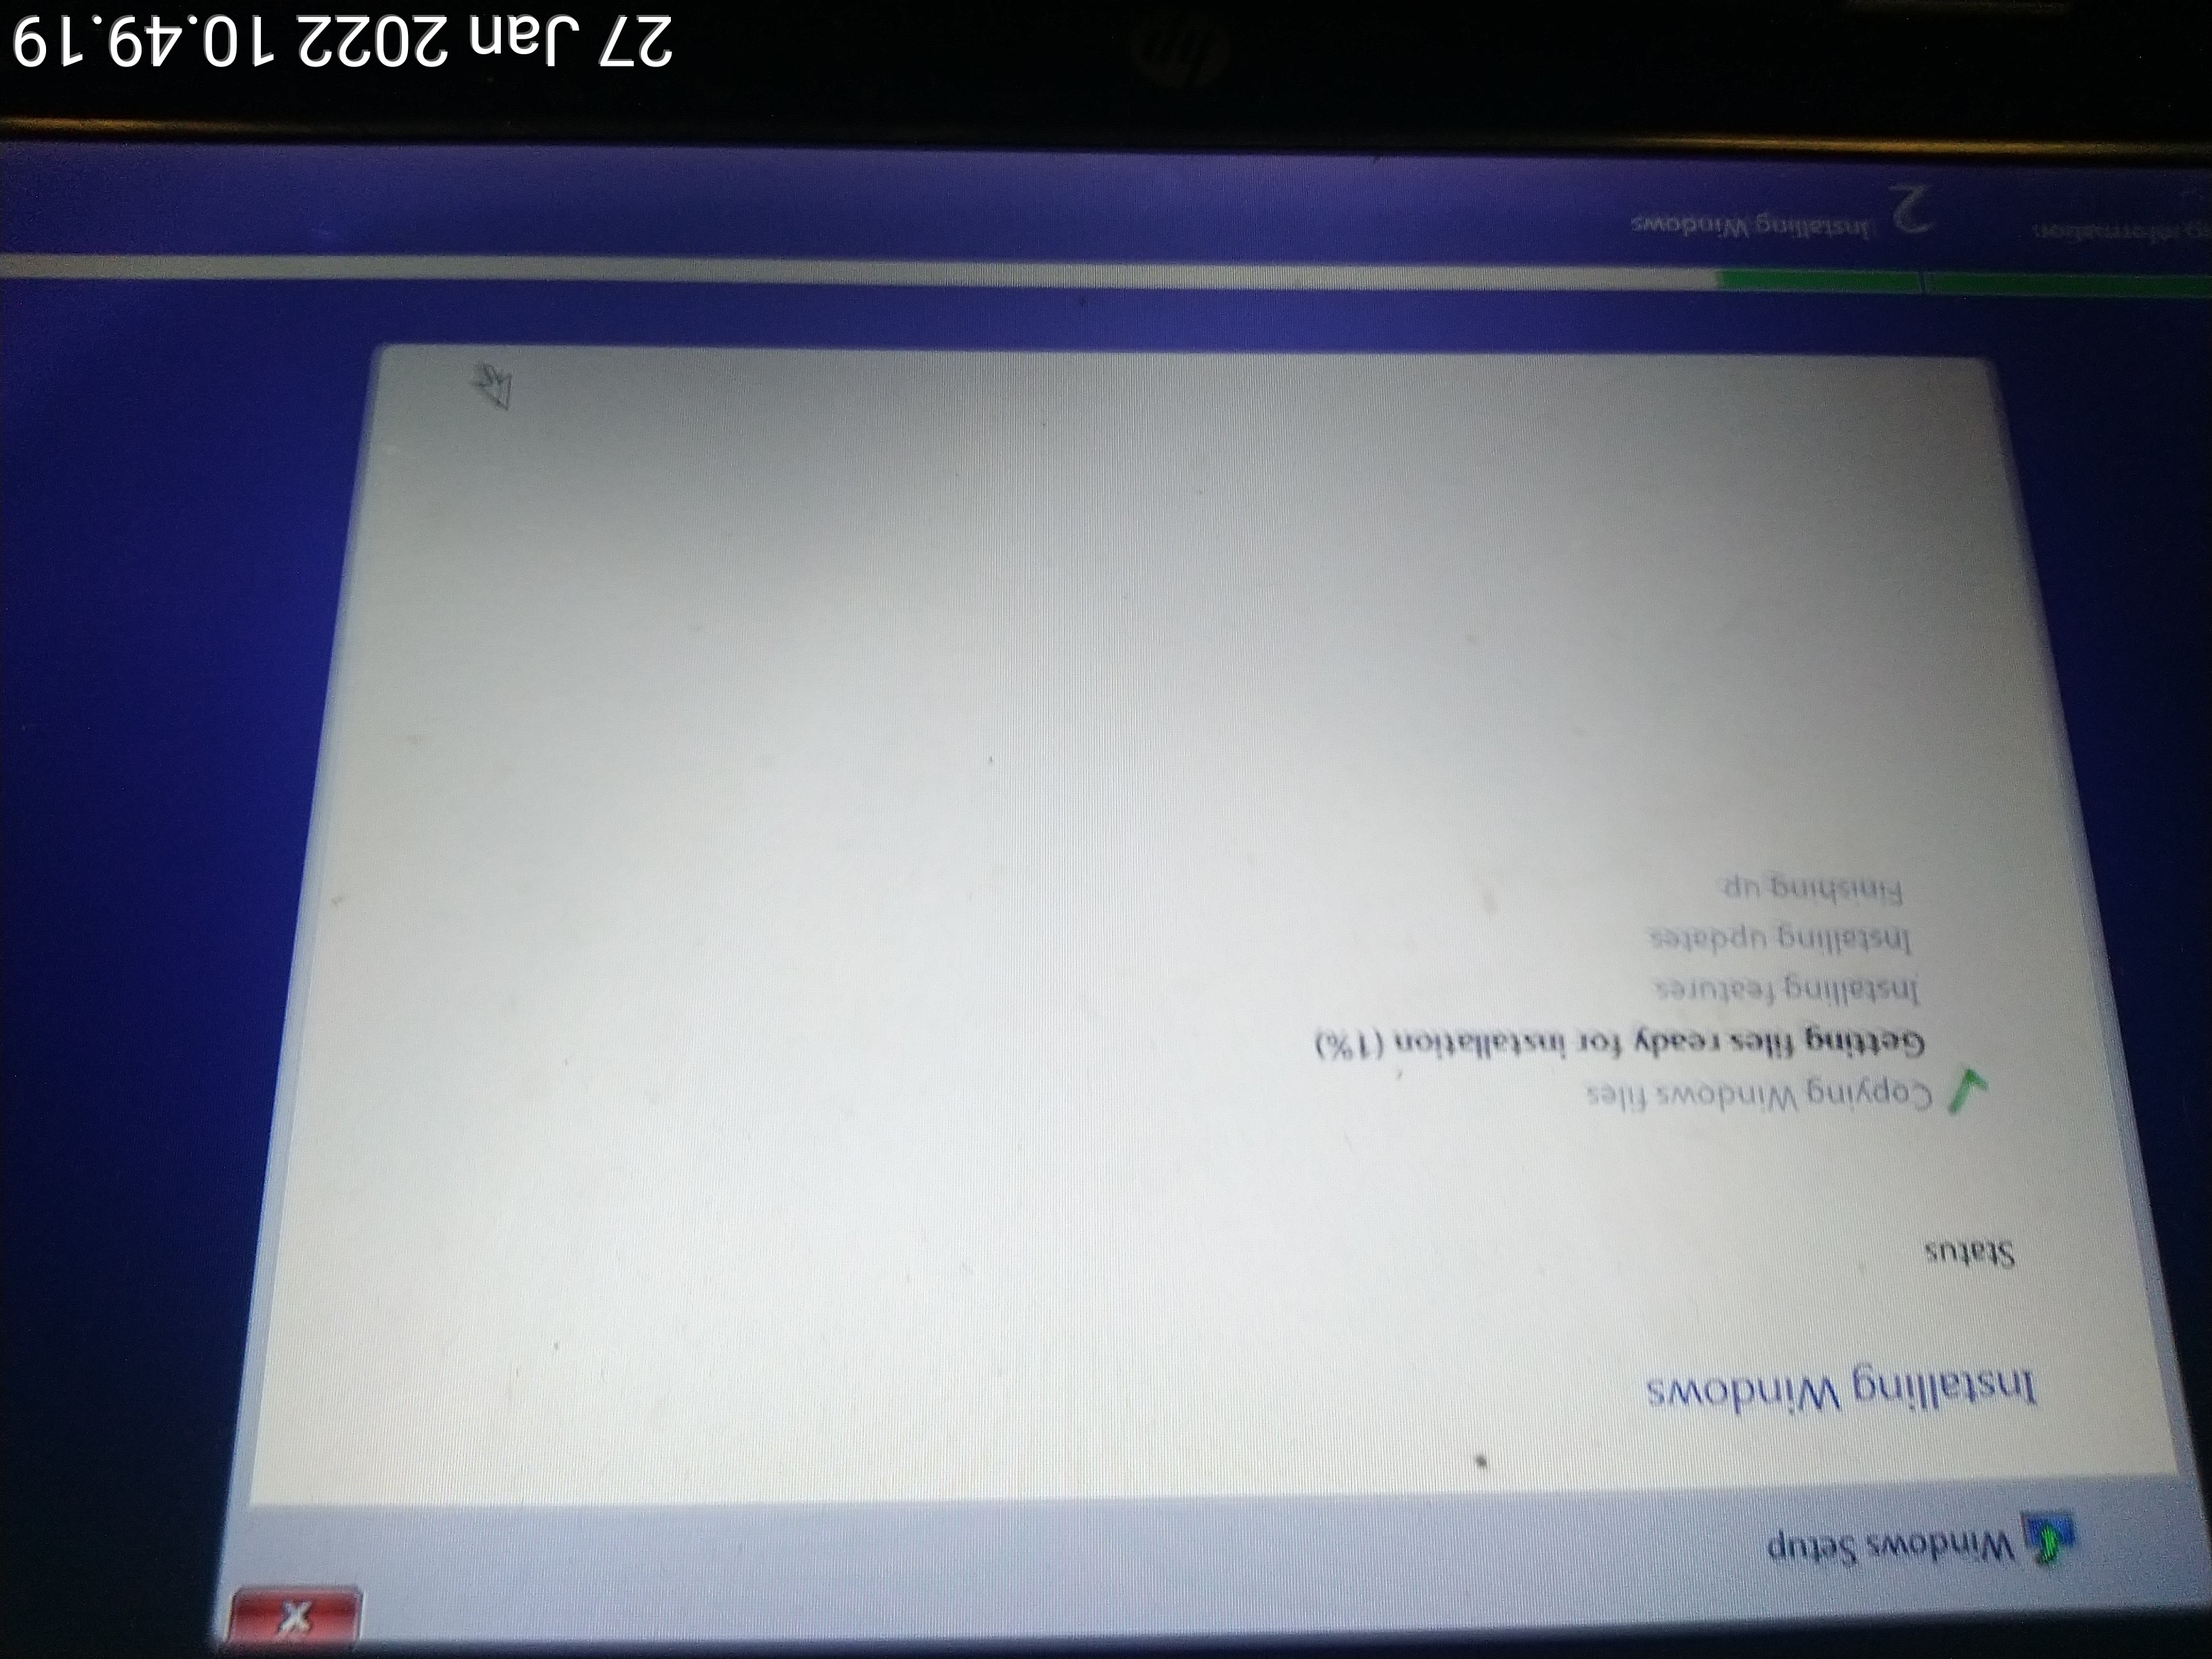 Windows Setup
Installing Windows
Status
Copying Windows files
Getting files ready for installation (1%)
Installing features
Installing updates
Finishing up
information
2 Installing Windows
hp
27 Jan 2022 10.49.19